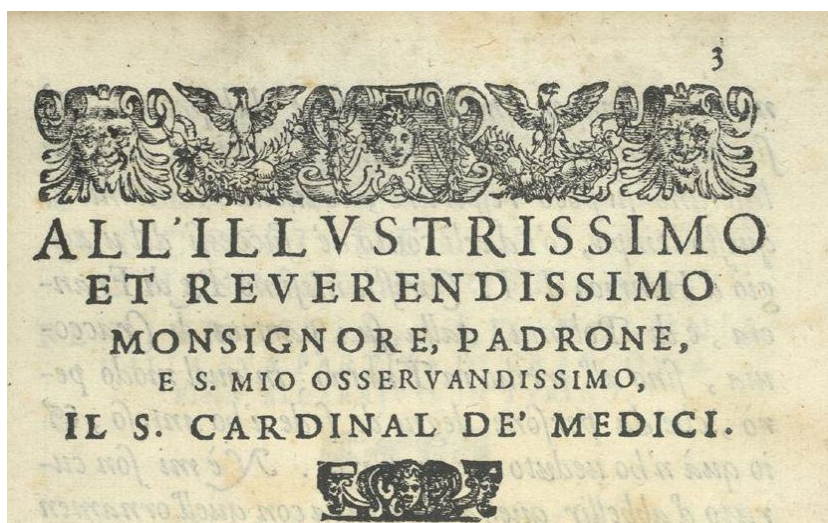 3
ALL'ILLVSTRISSIMO
ET REVERENDISSIMO
MONSIGNORE, PADRONE,
E S. MIO OSSERVANDISSIMO,
IL S. CARDINAL DE' MEDICI.